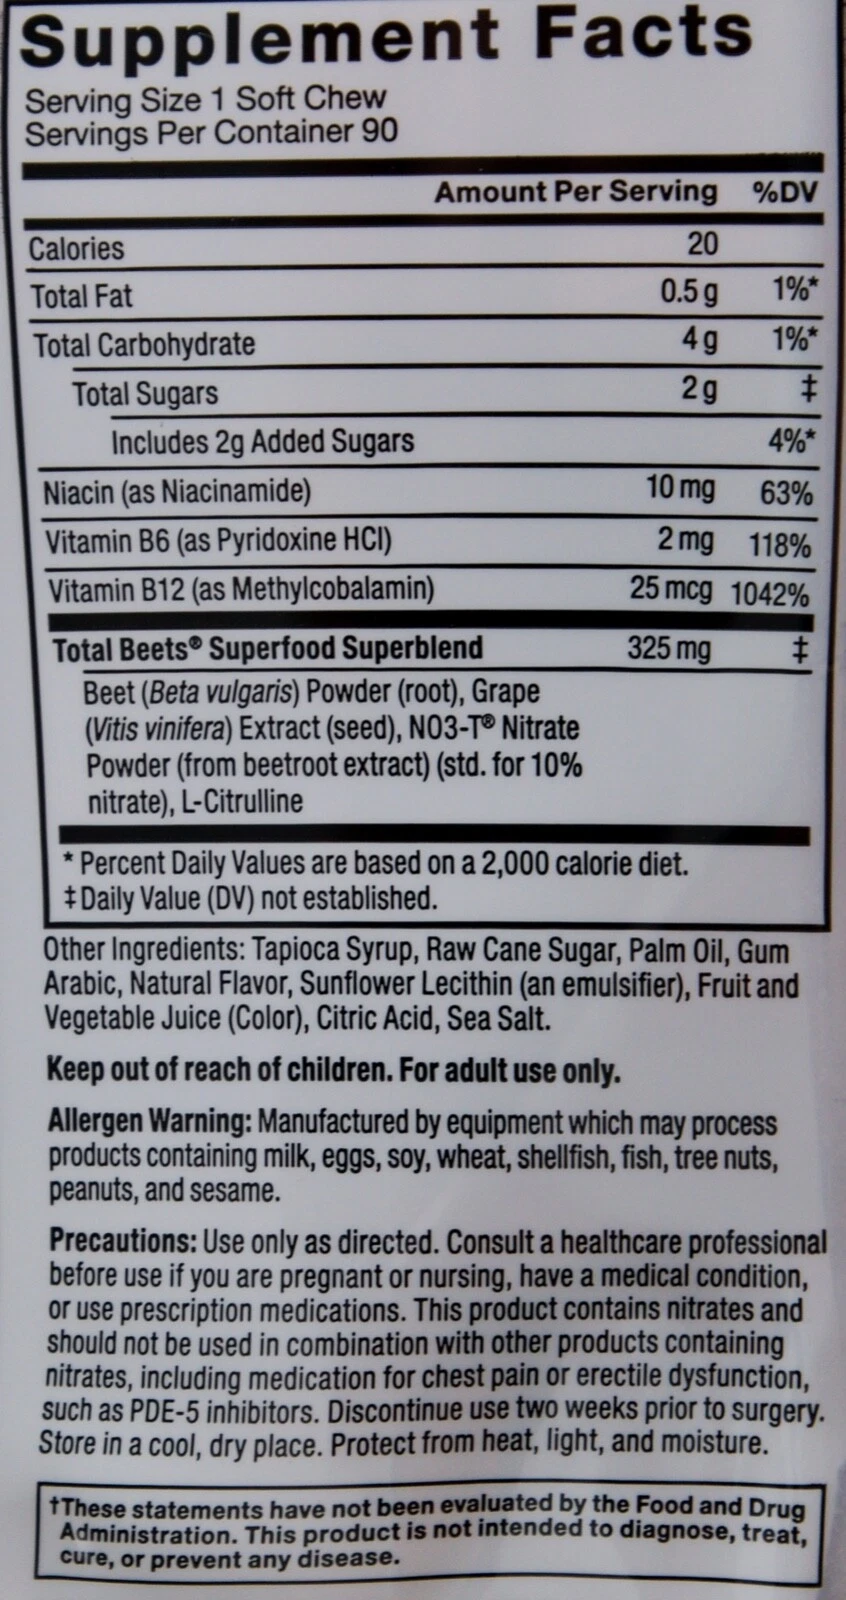 Supplement Facts
Serving Size 1 Soft Chew
Servings Per Container 90
Amount Per Serving %DV
Calories 20
Total Fat 0.5 g 1%*
Total Carbohydrate 4 g 1%*
Total Sugars 2 g ‡
Includes 2g Added Sugars 4%*
Niacin (as Niacinamide) 10 mg 63%
Vitamin B6 (as Pyridoxine HCl) 2 mg 118%
Vitamin B12 (as Methylcobalamin) 25 mcg 1042%
Total Beets® Superfood Superblend 325 mg ‡
Beet (Beta vulgaris) Powder (root), Grape
(Vitis vinifera) Extract (seed), NO3-T® Nitrate
Powder (from beetroot extract) (std. for 10%
nitrate), L-Citrulline
* Percent Daily Values are based on a 2,000 calorie diet.
‡ Daily Value (DV) not established.
Other Ingredients: Tapioca Syrup, Raw Cane Sugar, Palm Oil, Gum
Arabic, Natural Flavor, Sunflower Lecithin (an emulsifier), Fruit and
Vegetable Juice (Color), Citric Acid, Sea Salt.
Keep out of reach of children. For adult use only.
Allergen Warning: Manufactured by equipment which may process
products containing milk, eggs, soy, wheat, shellfish, fish, tree nuts,
peanuts, and sesame.
Precautions: Use only as directed. Consult a healthcare professional
before use if you are pregnant or nursing, have a medical condition,
or use prescription medications. This product contains nitrates and
should not be used in combination with other products containing
nitrates, including medication for chest pain or erectile dysfunction,
such as PDE-5 inhibitors. Discontinue use two weeks prior to surgery.
Store in a cool, dry place. Protect from heat, light, and moisture.
†These statements have not been evaluated by the Food and Drug
Administration. This product is not intended to diagnose, treat,
cure, or prevent any disease.